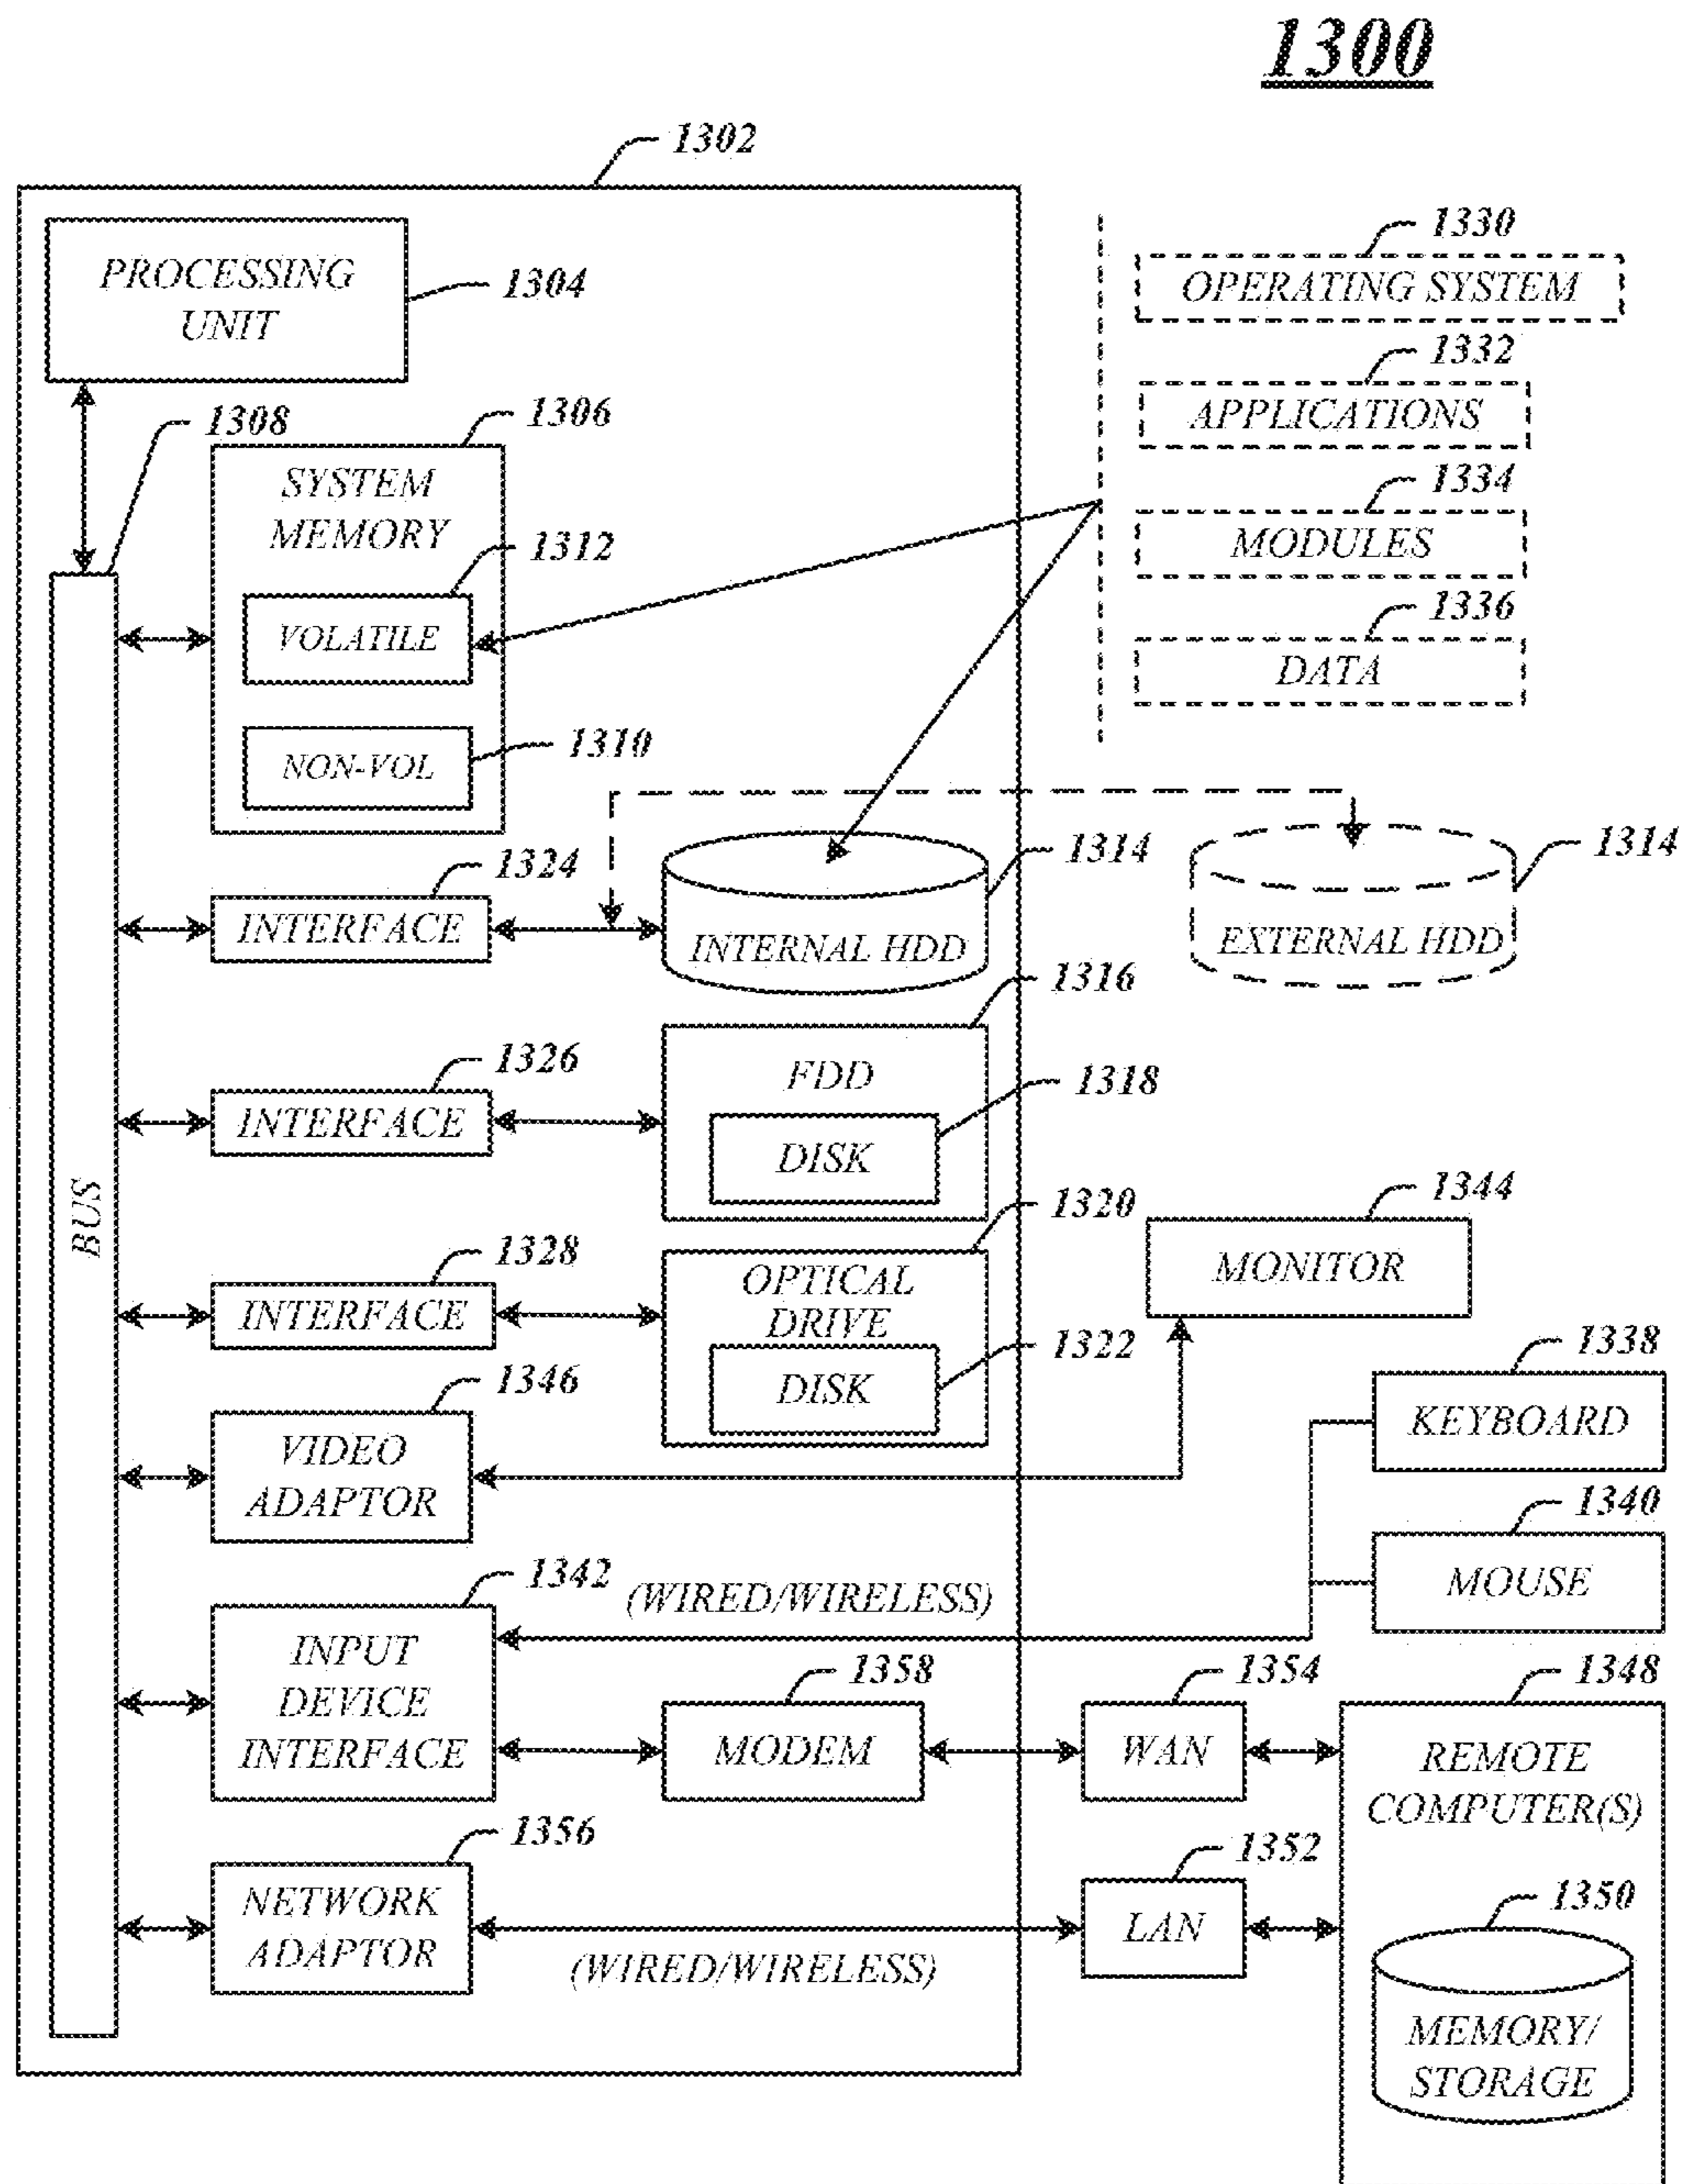 1300
1302
PROCESSING
UNIT
1304
1330
OPERATING SYSTEM
1332
APPLICATIONS
1334
MODULES
1336
DATA
1308
1306
SYSTEM
MEMORY
1312
VOLATILE
1310
NON-VOL
1324
INTERFACE
1314
INTERNAL HDD
1314
EXTERNAL HDD
1326
INTERFACE
1316
FDD
1318
DISK
BUS
1328
INTERFACE
1320
OPTICAL
DRIVE
1322
DISK
1344
MONITOR
1346
VIDEO
ADAPTOR
1338
KEYBOARD
1340
MOUSE
1342
(WIRED/WIRELESS)
INPUT
DEVICE
INTERFACE
1358
MODEM
1354
WAN
1348
REMOTE
COMPUTER(S)
1356
NETWORK
ADAPTOR
(WIRED/WIRELESS)
1352
LAN
1350
MEMORY/
STORAGE